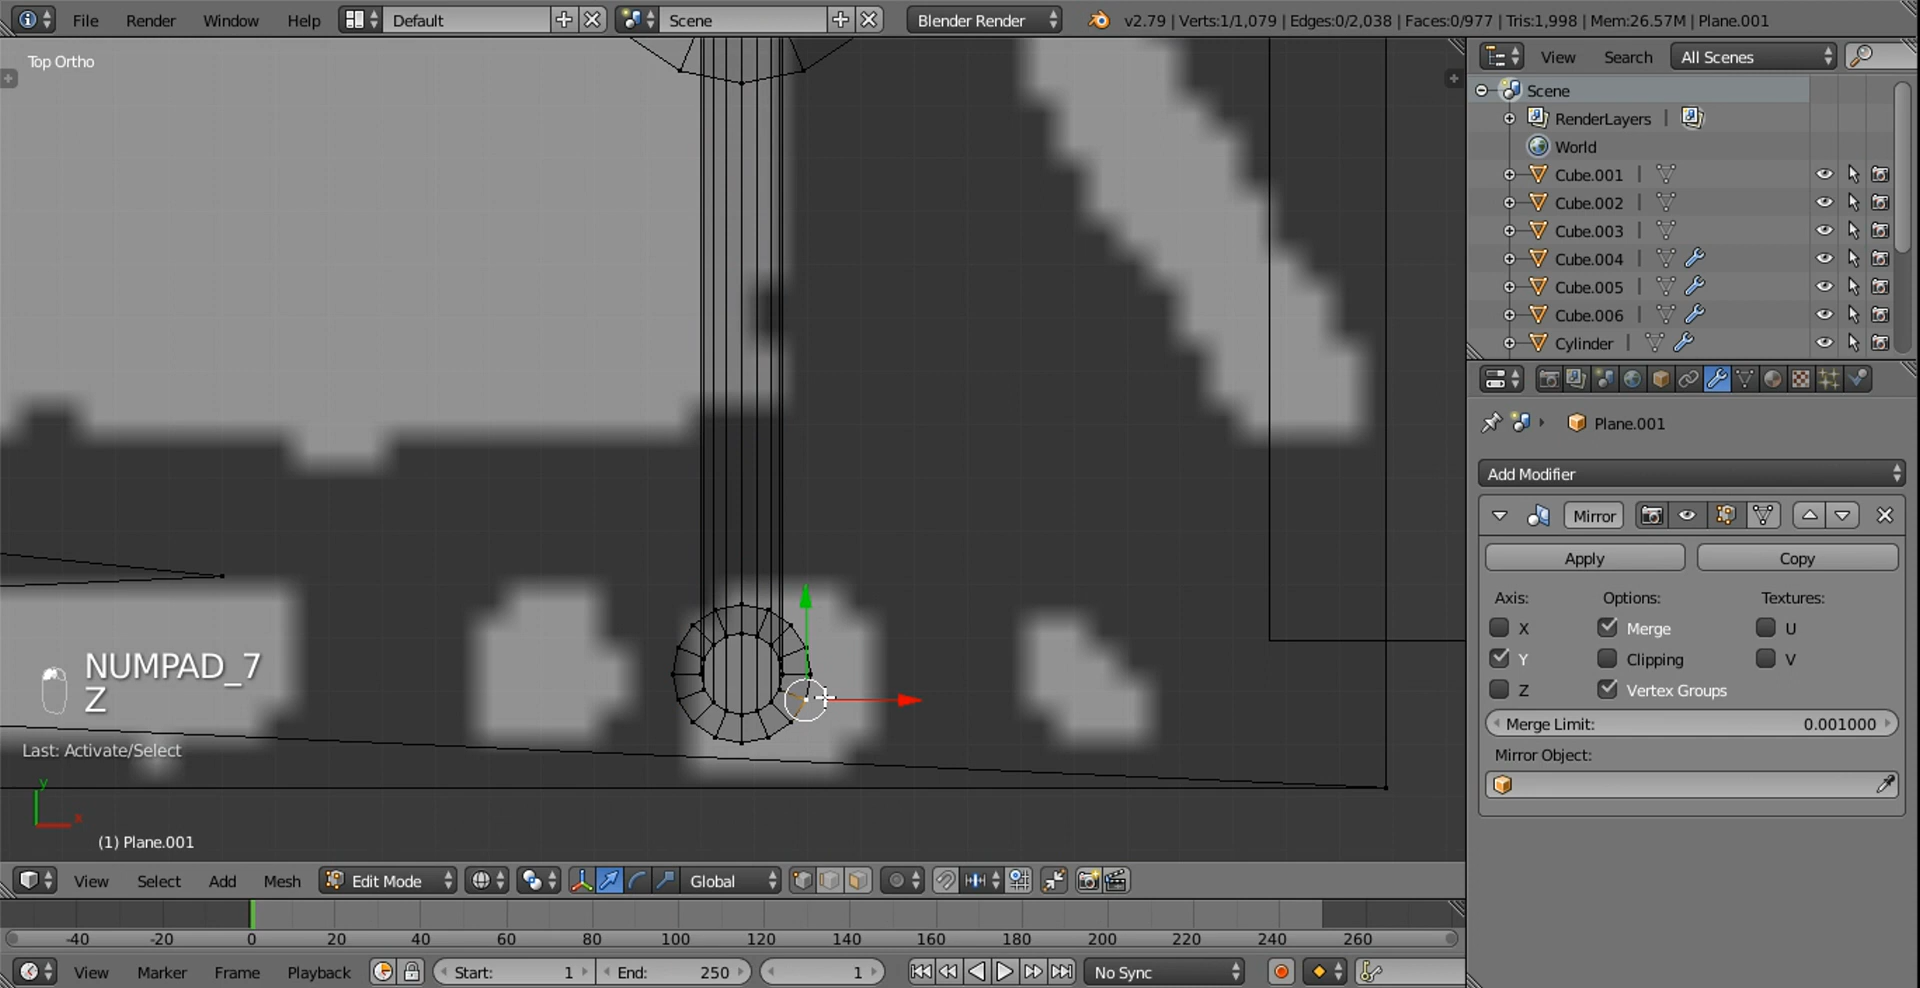 File Render Window Help Default Scene Blender Render v2.79 | Verts:1/1,079 | Edges:0/2,038 | Faces:0/977 | Tris:1,998 | Mem:26.57M | Plane.001
Top Ortho
View Search All Scenes
Scene
RenderLayers
World
Cube.001
Cube.002
Cube.003
Cube.004
Cube.005
Cube.006
Cylinder
Plane.001
Add Modifier
Mirror
Apply Copy
Axis: Options: Textures:
X Merge U
Y Clipping V
Z Vertex Groups
Merge Limit: 0.001000
Mirror Object:
NUMPAD_7
Z
Last: Activate/Select
y
x
(1) Plane.001
View Select Add Mesh Edit Mode Global
-40 -20 0 20 40 60 80 100 120 140 160 180 200 220 240 260
View Marker Frame Playback Start: 1 End: 250 1 No Sync